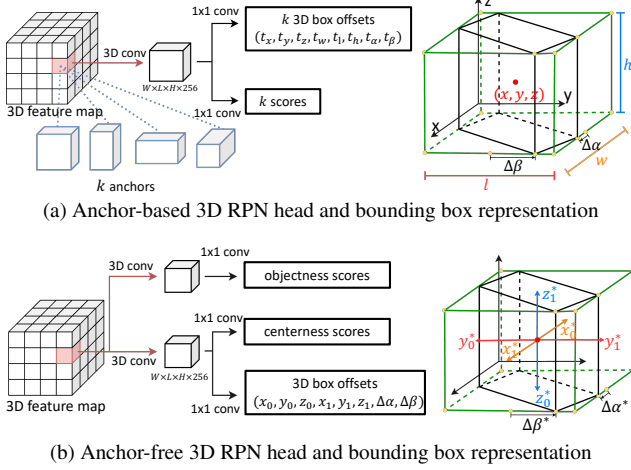 1x1 conv
k 3D box offsets
(t_x, t_y, t_z, t_w, t_l, t_h, t_α, t_β)
3D conv
W×L×H×256
1x1 conv
k scores
3D feature map
k anchors
z
(x, y, z)
y
x
h
Δα
Δβ
w
l
(a) Anchor-based 3D RPN head and bounding box representation
1x1 conv
objectness scores
3D conv
1x1 conv
centerness scores
3D conv
W×L×H×256
3D box offsets
(x_0, y_0, z_0, x_1, y_1, z_1, Δα, Δβ)
1x1 conv
3D feature map
z_1^*
x_0^*
y_0^*
y_1^*
x_1^*
z_0^*
Δα^*
Δβ^*
(b) Anchor-free 3D RPN head and bounding box representation